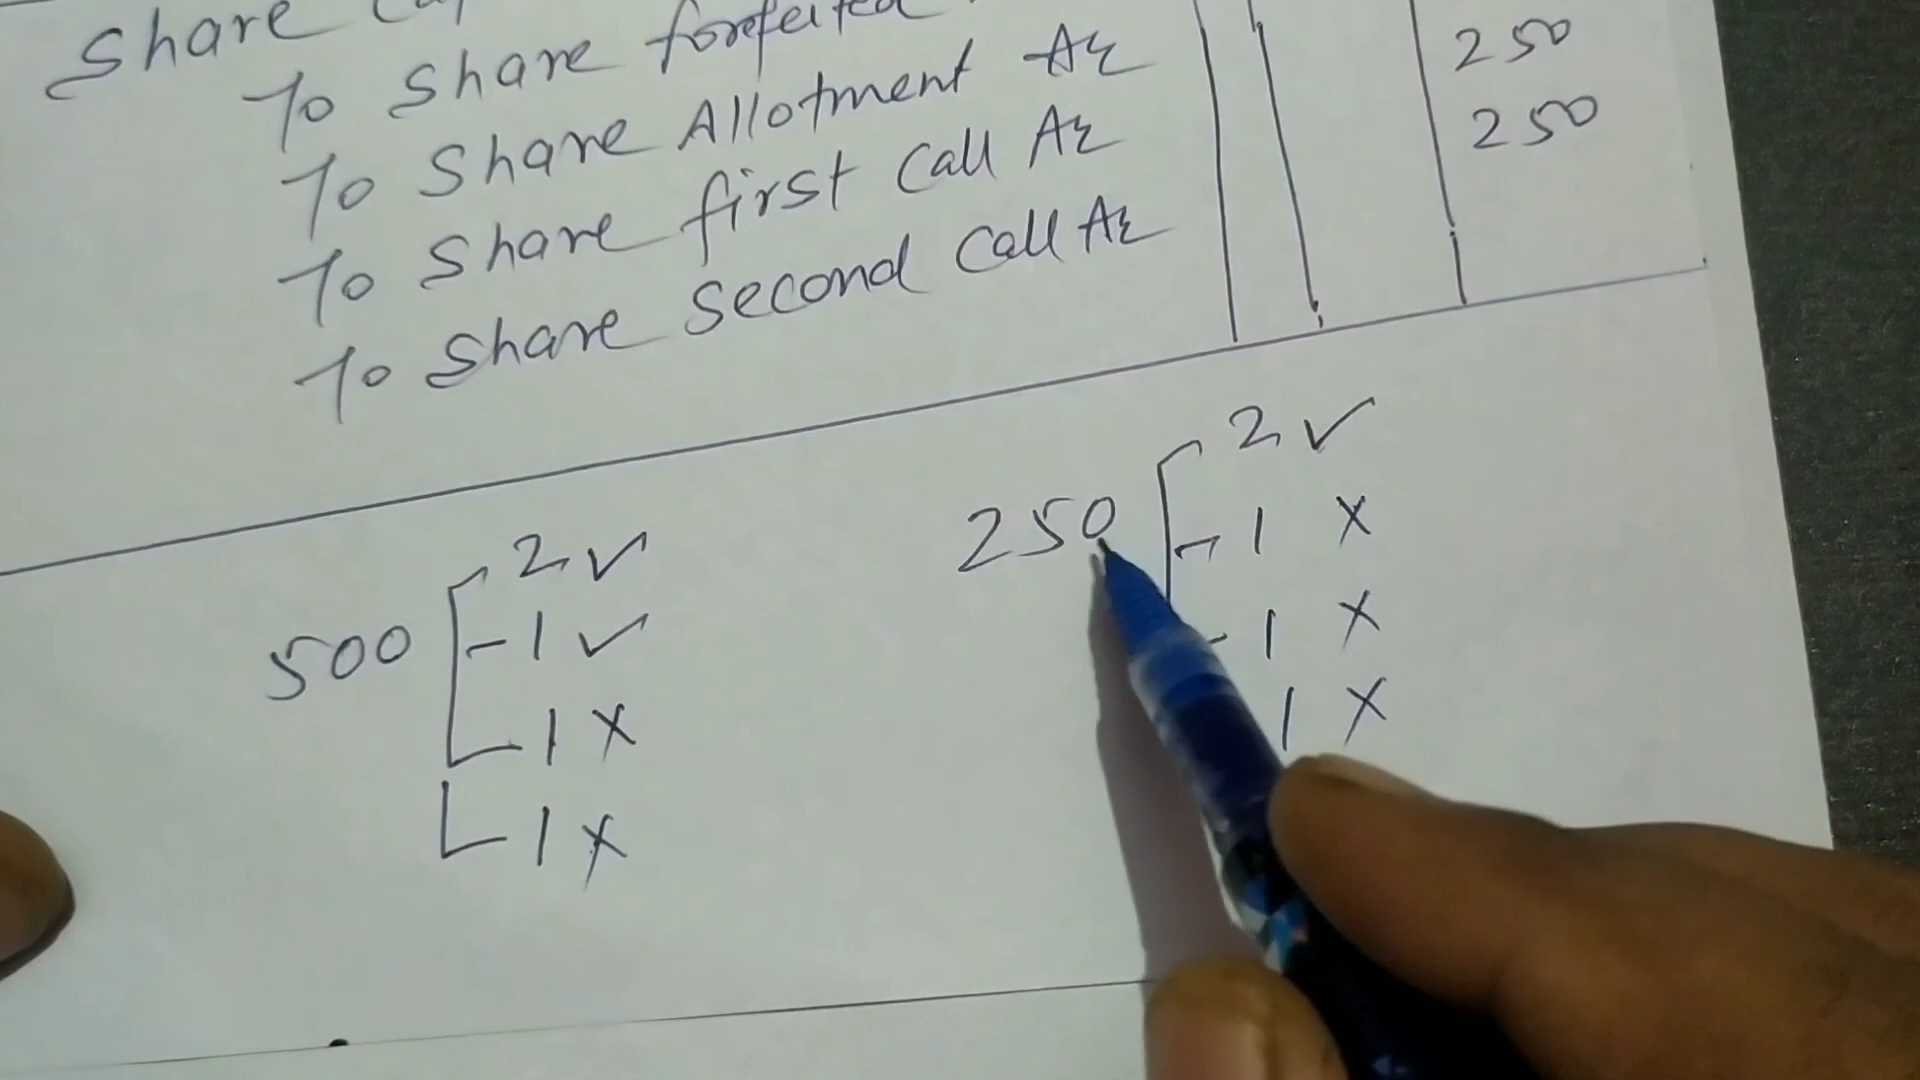 Share
To Share forfeited
To Share Allotment A/c 250
To Share first Call A/c 250
To Share Second Call A/c
500 2 ✓
- 1 ✓
- 1 x
- 1 x
250 2 ✓
- 1 x
- 1 x
1 x